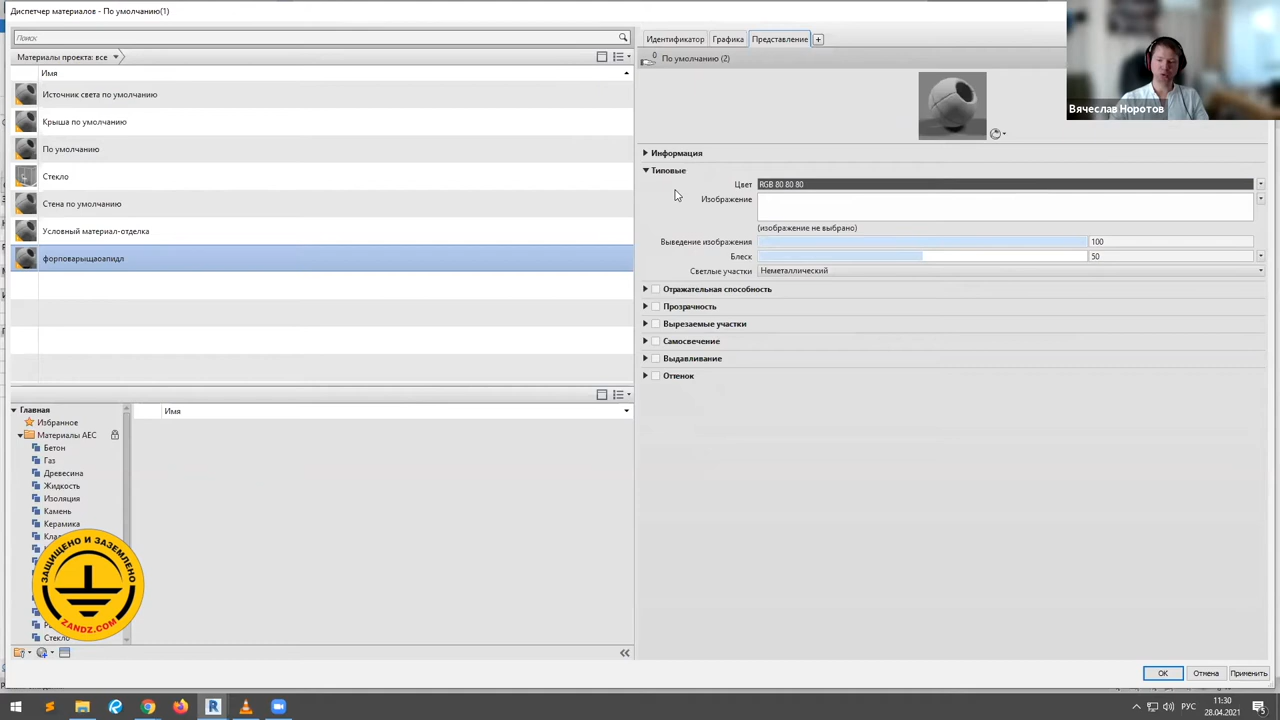 Диспетчер материалов - По умолчанию(1)
Поиск
Материалы проекта: все
Имя
Источник света по умолчанию
Крыша по умолчанию
По умолчанию
Стекло
Стена по умолчанию
Условный материал-отделка
форповарыщаоапидл
Главная
Избранное
Материалы AEC
Бетон
Газ
Древесина
Жидкость
Изоляция
Камень
Керамика
Стекло
Имя
ЗАЩИЩЕНО И ЗАЗЕМЛЕНО
ZANDZ.COM
Идентификатор
Графика
Представление
0
По умолчанию (2)
Информация
Типовые
Цвет
RGB 80 80 80
Изображение
(изображение не выбрано)
Выведение изображения
100
Блеск
50
Светлые участки
Неметаллический
Отражательная способность
Прозрачность
Вырезаемые участки
Самосвечение
Выдавливание
Оттенок
Вячеслав Норотов
OK
Отмена
Применить
РУС
11:30
28.04.2021